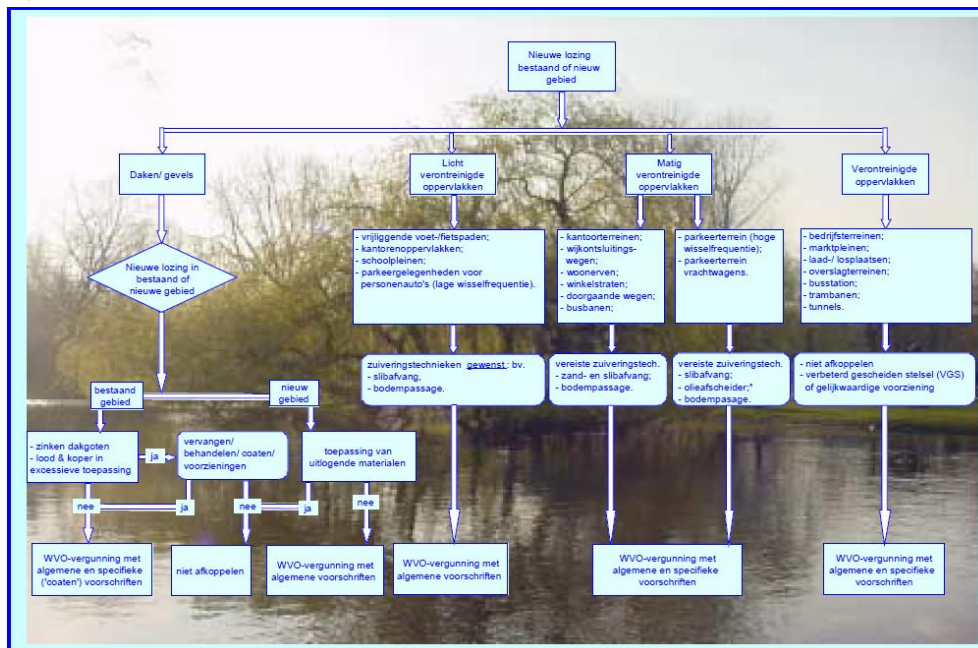 Nieuwe lozing
bestaand of nieuw
gebied
Daken/ gevels
Licht
verontreinigde
oppervlakken
Matig
verontreinigde
oppervlakken
Verontreinigde
oppervlakken
Nieuwe lozing in
bestaand of
nieuwe gebied
- vrijliggende voet-/fietspaden;
- kantorenoppervlakken;
- schoolpleinen;
- parkeergelegenheden voor
personenauto's (lage wisselfrequentie).
- kantoorterreinen;
- wijkontsluitings-
wegen;
- woonerven;
- winkelstraten;
- doorgaande wegen;
- busbanen;
- parkeerterrein (hoge
wisselfrequentie);
- parkeerterrein
vrachtwagens.
- bedrijfsterreinen;
- marktpleinen;
- laad-/ losplaatsen;
- overslagterreinen;
- busstation;
- trambanen;
- tunnels.
zuiveringstechnieken gewenst: bv.
- slibafvang;
- bodempassage.
vereiste zuiveringstech.
- zand- en slibafvang;
- bodempassage.
vereiste zuiveringstech.
- slibafvang;
- olieafscheider;*
- bodempasage.
- niet afkoppelen
- verbeterd gescheiden stelsel (VGS)
of gelijkwaardige voorziening
bestaand
gebied
nieuw
gebied
- zinken dakgoten
- lood & koper in
excessieve toepassing
ja
vervangen/
behandelen/ coaten/
voorzieningen
toepassing van
uitlogende materialen
nee
ja
nee
ja
nee
WVO-vergunning met
algemene en specifieke
('coaten') voorschriften
niet afkoppelen
WVO-vergunning met
algemene voorschriften
WVO-vergunning met
algemene voorschriften
WVO-vergunning met
algemene en specifieke
voorschriften
WVO-vergunning met
algemene en specifieke
voorschriften